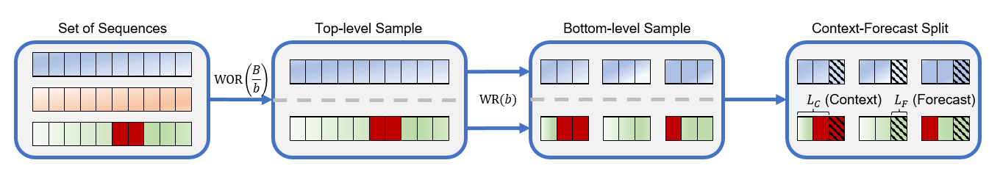 Set of Sequences
Top-level Sample
Bottom-level Sample
Context-Forecast Split
WOR(B/b)
WR(b)
L_C (Context) L_F (Forecast)